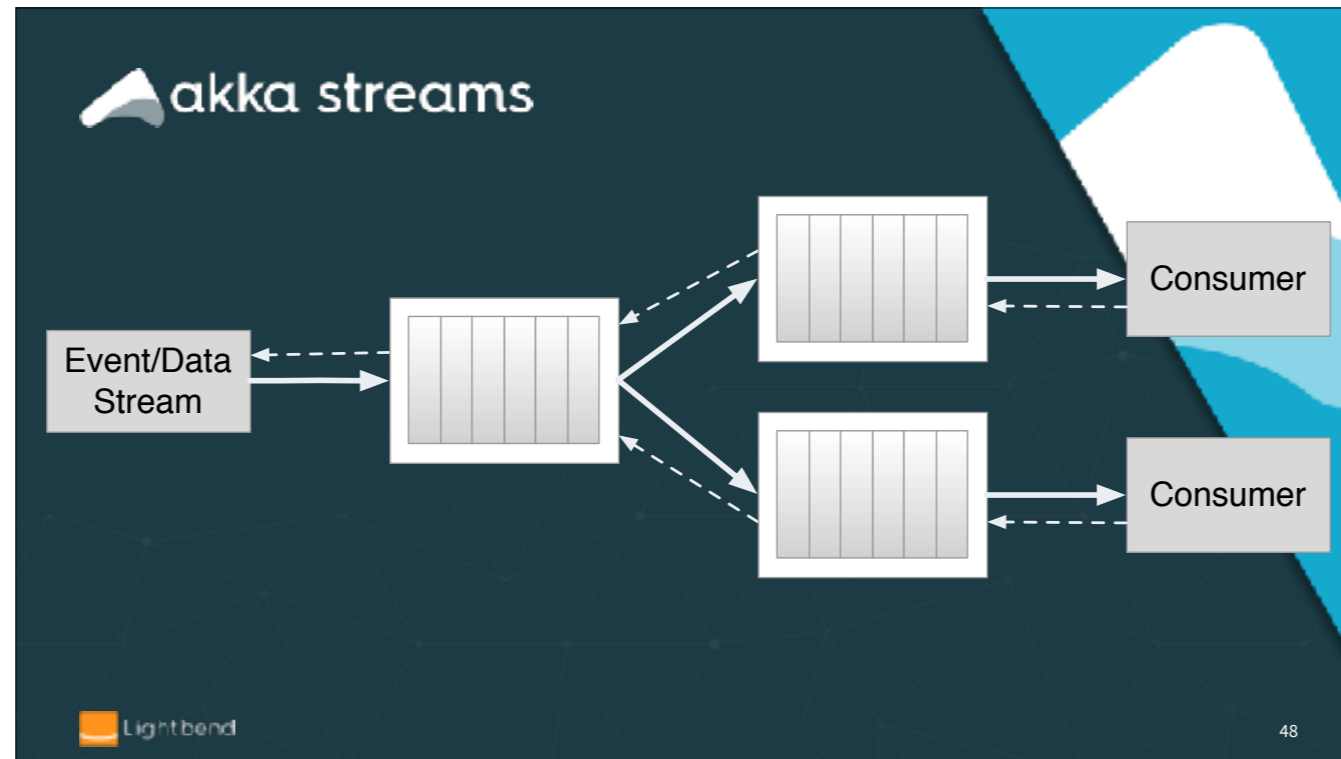 akka streams
Event/Data
Stream
Consumer
Consumer
Lightbend
48